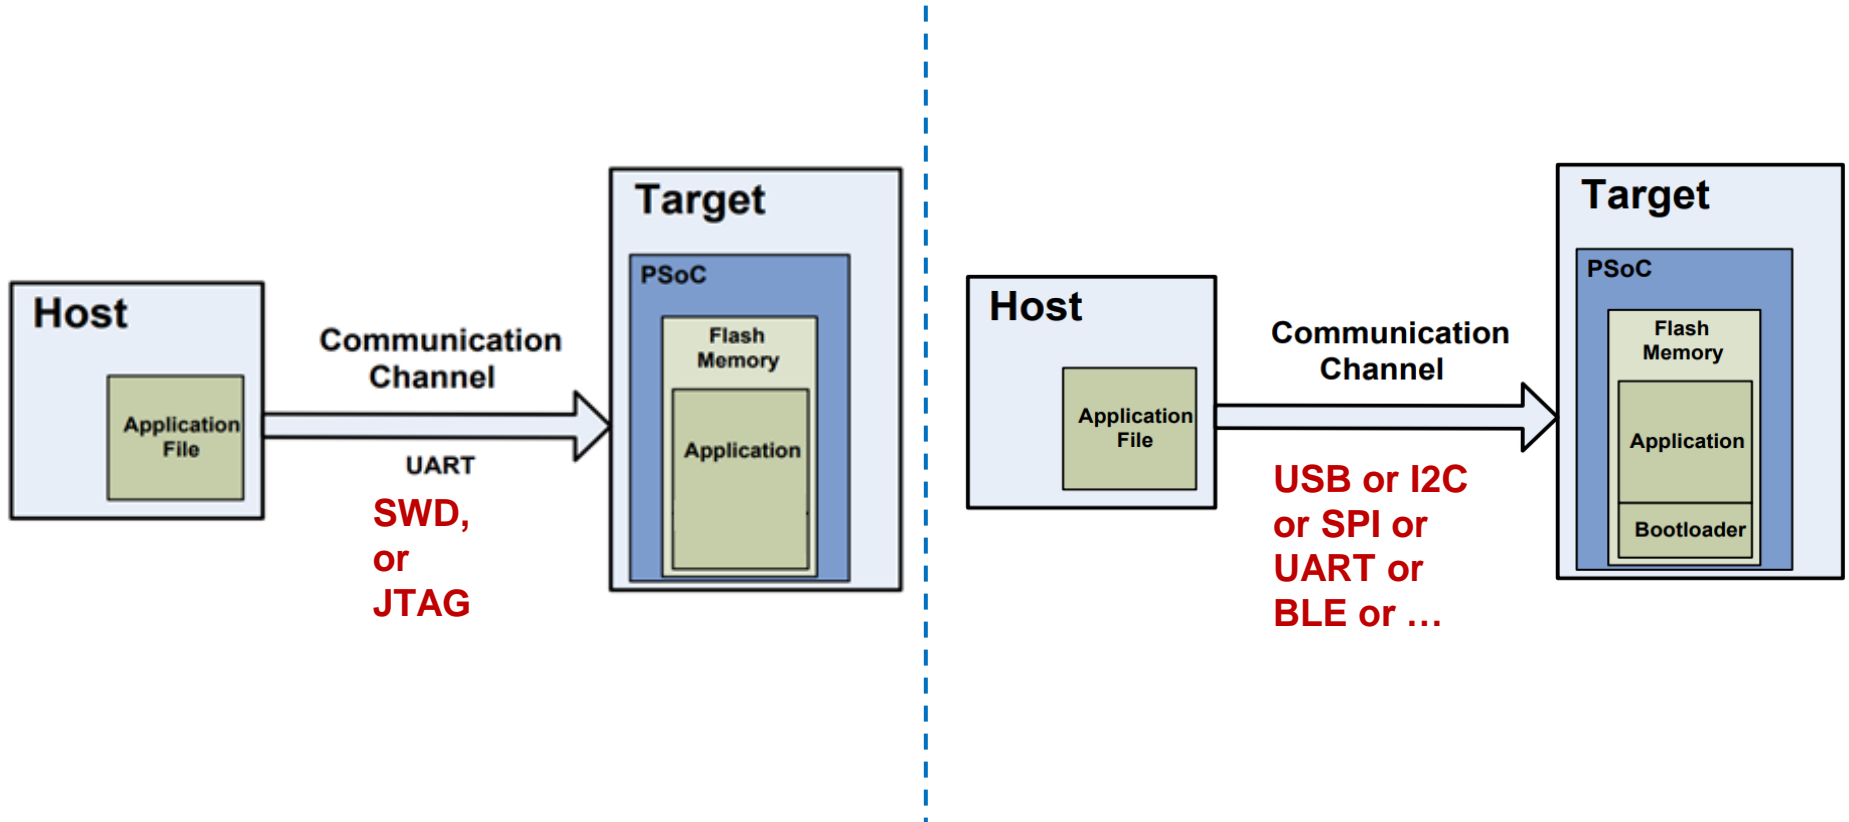 Host
Application
File
Communication
Channel
UART
SWD,
or
JTAG
Target
PSoC
Flash
Memory
Application
Host
Application
File
Communication
Channel
USB or I2C
or SPI or
UART or
BLE or …
Target
PSoC
Flash
Memory
Application
Bootloader